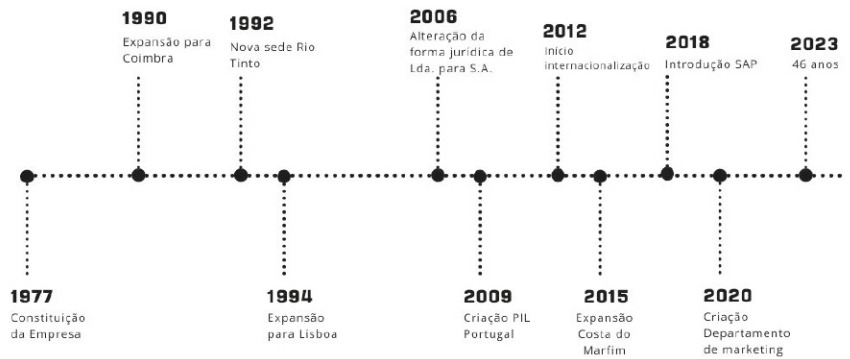 1990
Expansão para
Coimbra
1992
Nova sede Rio
Tinto
2006
Alteração da
forma jurídica de
Lda. para S.A.
2012
Início
internacionalização
2018
Introdução SAP
2023
46 anos
1977
Constituição
da Empresa
1994
Expansão
para Lisboa
2009
Criação PIL
Portugal
2015
Expansão
Costa do
Marfim
2020
Criação
Departamento
de marketing